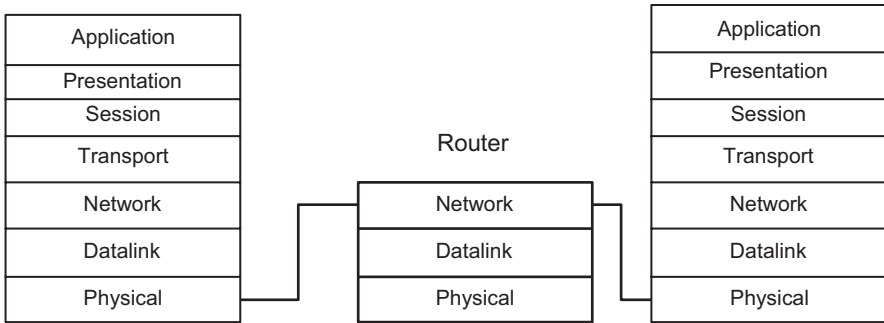 Application
Presentation
Session
Transport
Network
Datalink
Physical
Router
Network
Datalink
Physical
Application
Presentation
Session
Transport
Network
Datalink
Physical